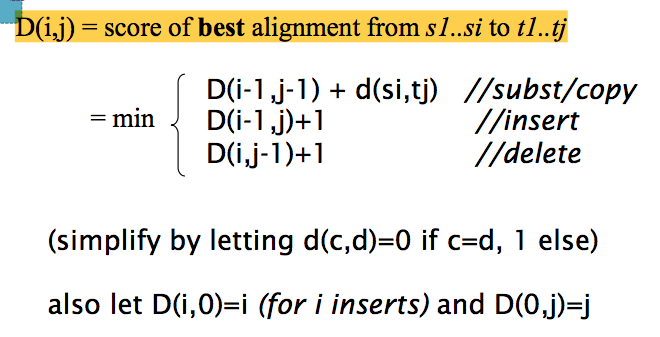 D(i,j) = score of best alignment from s1..si to t1..tj
D(i-1,j-1) + d(si,tj) //subst/copy
= min D(i-1,j)+1 //insert
D(i,j-1)+1 //delete
(simplify by letting d(c,d)=0 if c=d, 1 else)
also let D(i,0)=i (for i inserts) and D(0,j)=j